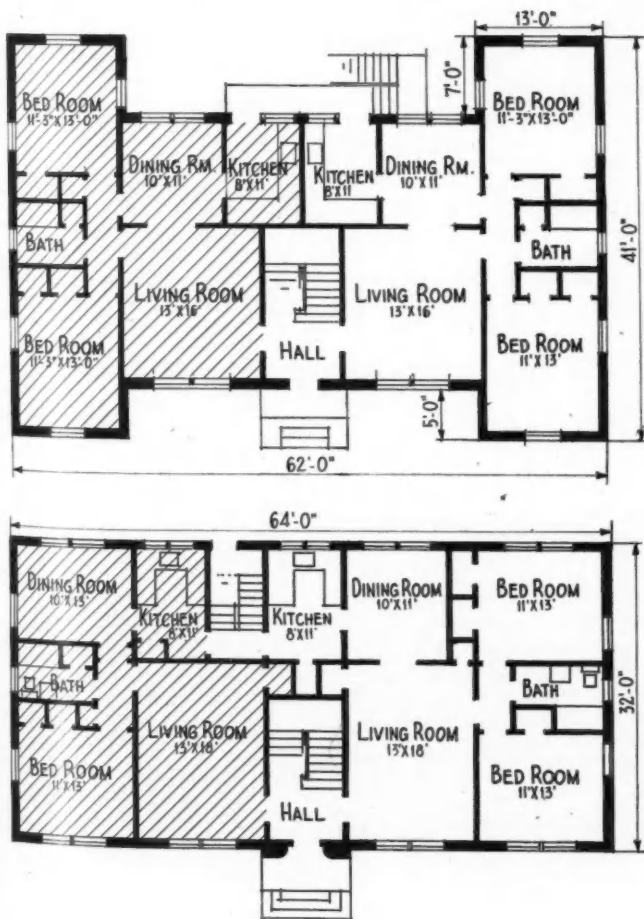 13'-0"
7'-0"
BED ROOM
11'-3"X13'-0"
DINING RM.
10'X11'
KITCHEN
8'X11'
KITCHEN
8'X11
DINING RM.
10'X11'
BED ROOM
11'-3"X13'-0"
BATH
BATH
41'-0"
LIVING ROOM
13'X16'
LIVING ROOM
13'X16'
BED ROOM
11'-3"X13'-0"
HALL
BED ROOM
11'X13'
5'-0"
62'-0"
64'-0"
DINING ROOM
10'X13'
KITCHEN
8'X11'
KITCHEN
8'X11'
DINING ROOM
10'X11'
BED ROOM
11'X13'
32'-0"
BATH
BATH
LIVING ROOM
13'X18'
LIVING ROOM
13'X18'
BED ROOM
11'X13'
BED ROOM
11'X13'
HALL